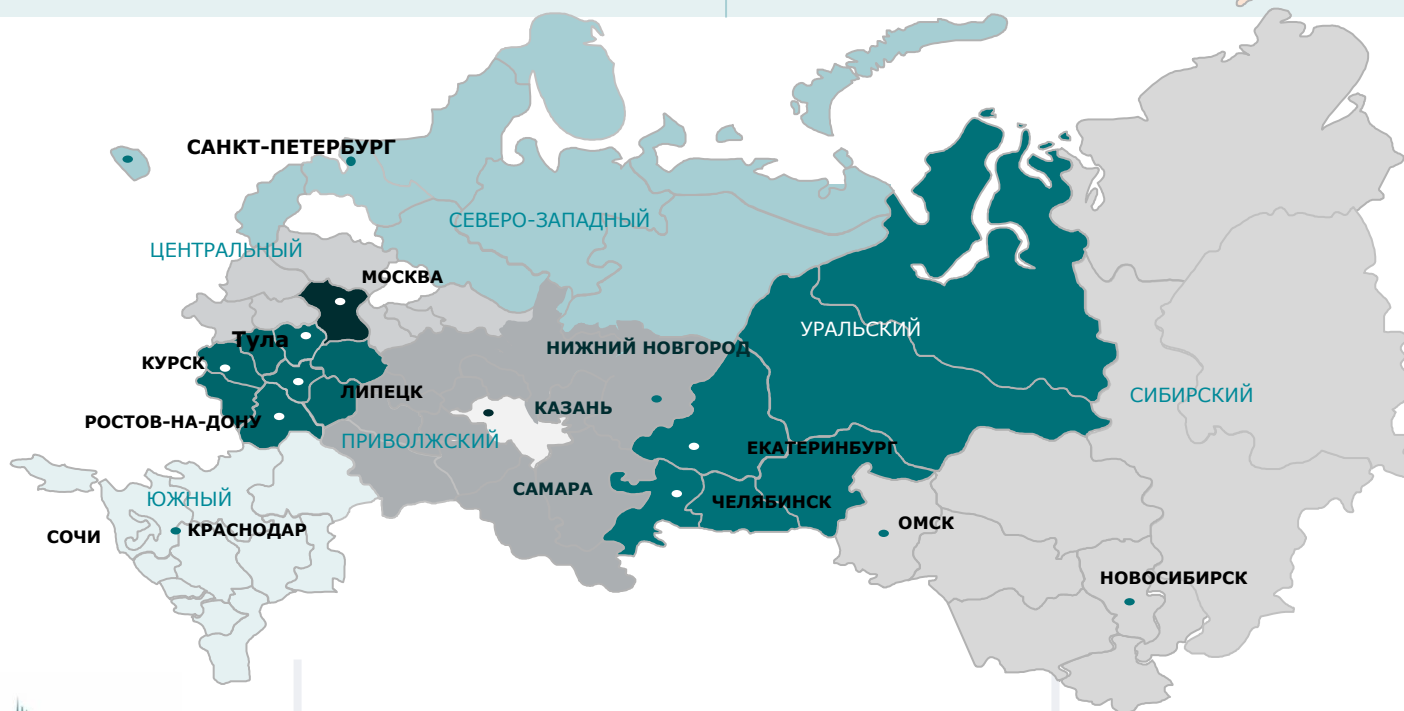 САНКТ-ПЕТЕРБУРГ
СЕВЕРО-ЗАПАДНЫЙ
ЦЕНТРАЛЬНЫЙ
МОСКВА
УРАЛЬСКИЙ
Тула
НИЖНИЙ НОВГОРОД
КУРСК
ЛИПЕЦК
СИБИРСКИЙ
КАЗАНЬ
РОСТОВ-НА-ДОНУ
ПРИВОЛЖСКИЙ
ЕКАТЕРИНБУРГ
САМАРА
ЮЖНЫЙ
ЧЕЛЯБИНСК
ОМСК
КРАСНОДАР
СОЧИ
НОВОСИБИРСК